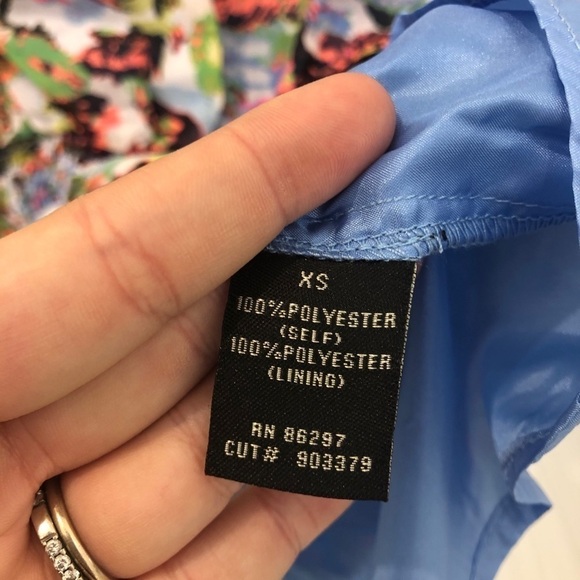 XS
100%POLYESTER
(SELF)
100%POLYESTER
(LINING)
RN 86297
CUT# 903379